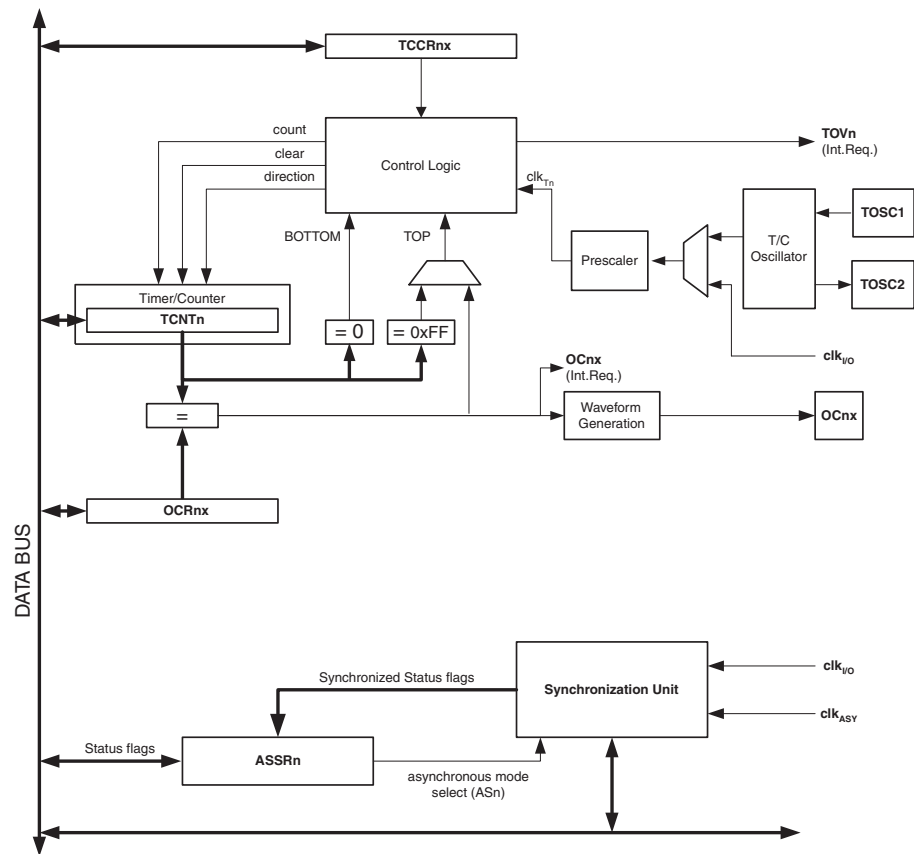 TCCRnx
count
clear
direction
Control Logic
TOVn
(Int.Req.)
clkTn
BOTTOM
TOP
TOSC1
T/C
Oscillator
Prescaler
TOSC2
Timer/Counter
TCNTn
= 0
= 0xFF
clkI/O
OCnx
(Int.Req.)
=
Waveform
Generation
OCnx
OCRnx
DATA BUS
Synchronized Status flags
Synchronization Unit
clkI/O
clkASY
Status flags
ASSRn
asynchronous mode
select (ASn)